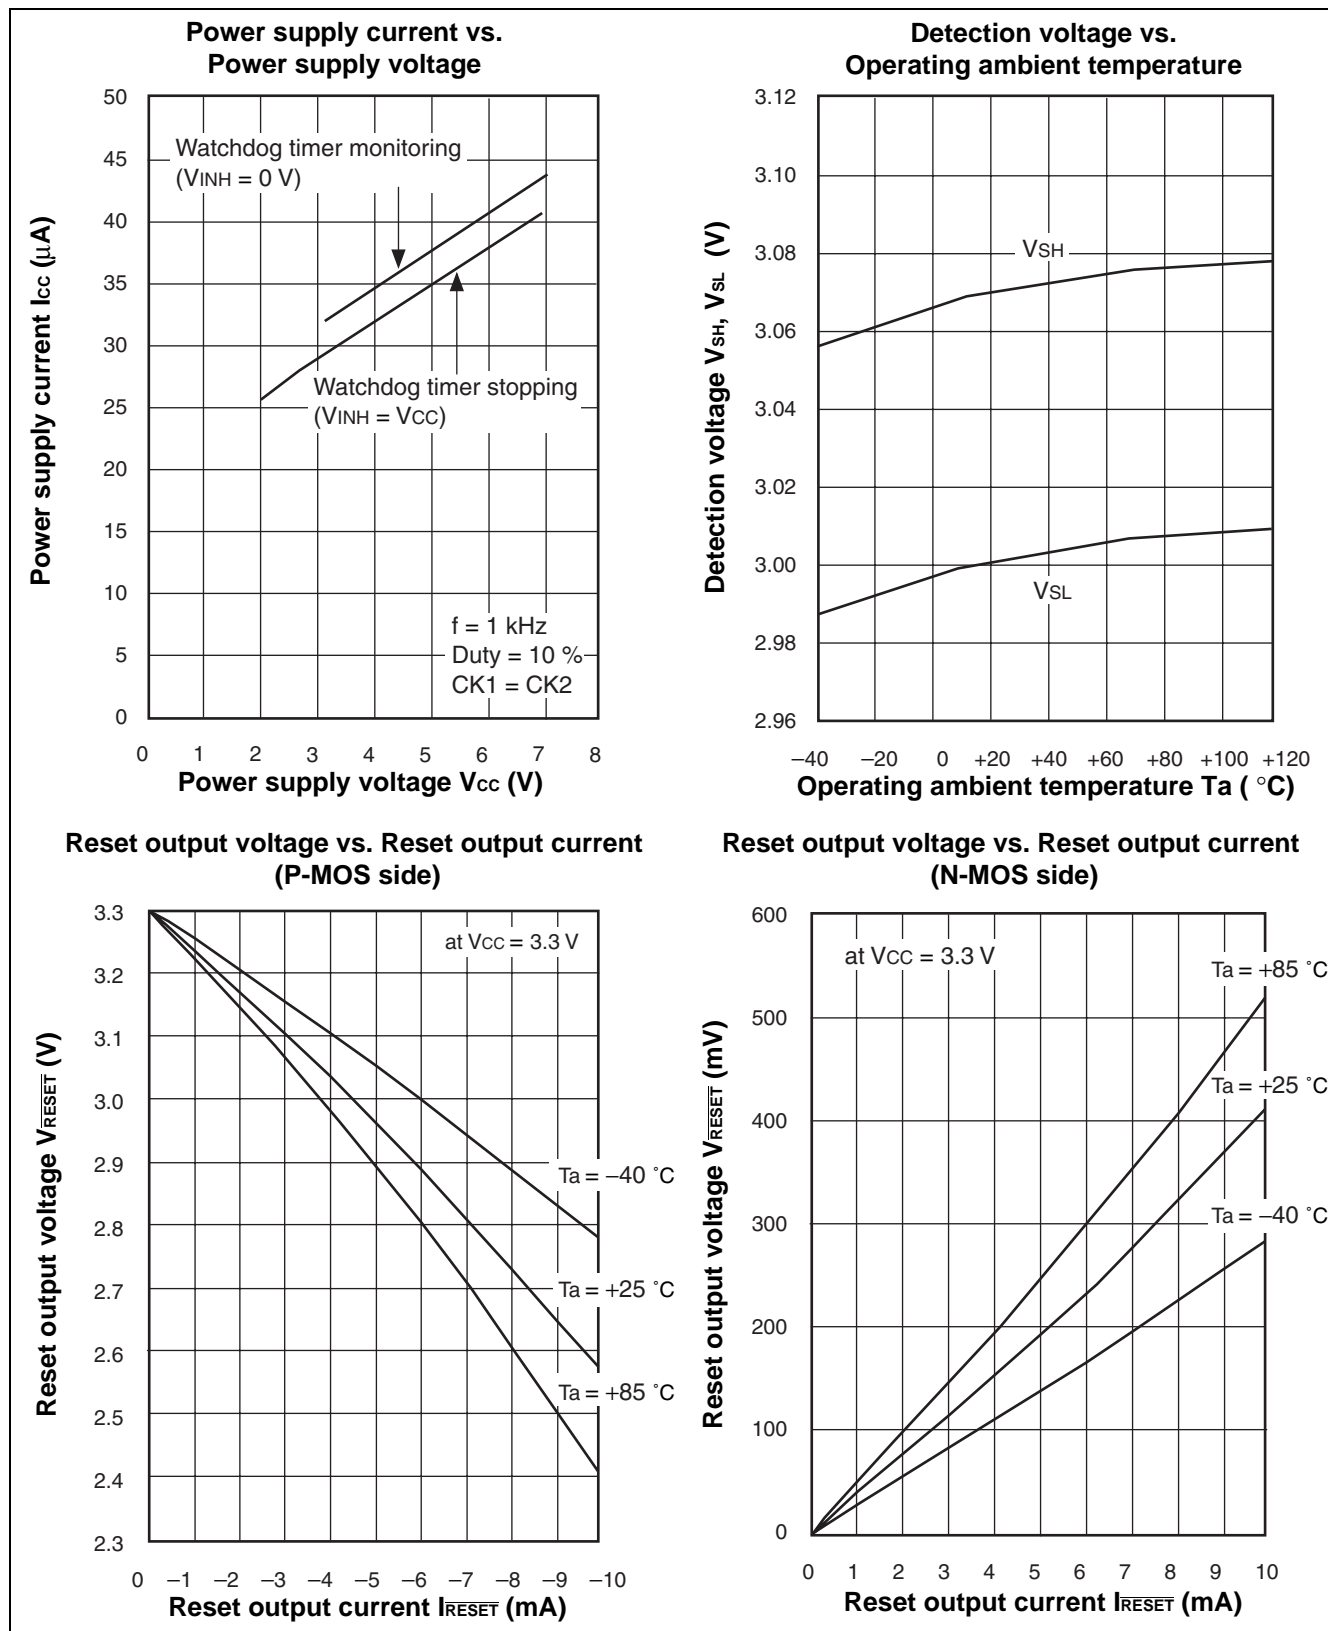 Power supply current vs.
Power supply voltage
50
45
40
35
30
25
20
15
10
5
0
Power supply current ICC (µA)
Watchdog timer monitoring
(VINH = 0 V)
Watchdog timer stopping
(VINH = VCC)
f = 1 kHz
Duty = 10 %
CK1 = CK2
0 1 2 3 4 5 6 7 8
Power supply voltage VCC (V)
Detection voltage vs.
Operating ambient temperature
3.12
3.10
3.08
3.06
3.04
3.02
3.00
2.98
2.96
Detection voltage VSH, VSL (V)
VSH
VSL
–40 –20 0 +20 +40 +60 +80 +100 +120
Operating ambient temperature Ta ( °C)
Reset output voltage vs. Reset output current
(P-MOS side)
3.3
3.2
3.1
3.0
2.9
2.8
2.7
2.6
2.5
2.4
2.3
Reset output voltage VRESET (V)
at VCC = 3.3 V
Ta = –40 ˚C
Ta = +25 ˚C
Ta = +85 ˚C
0 –1 –2 –3 –4 –5 –6 –7 –8 –9 –10
Reset output current IRESET (mA)
Reset output voltage vs. Reset output current
(N-MOS side)
600
500
400
300
200
100
0
Reset output voltage VRESET (mV)
at VCC = 3.3 V
Ta = +85 ˚C
Ta = +25 ˚C
Ta = –40 ˚C
0 1 2 3 4 5 6 7 8 9 10
Reset output current IRESET (mA)